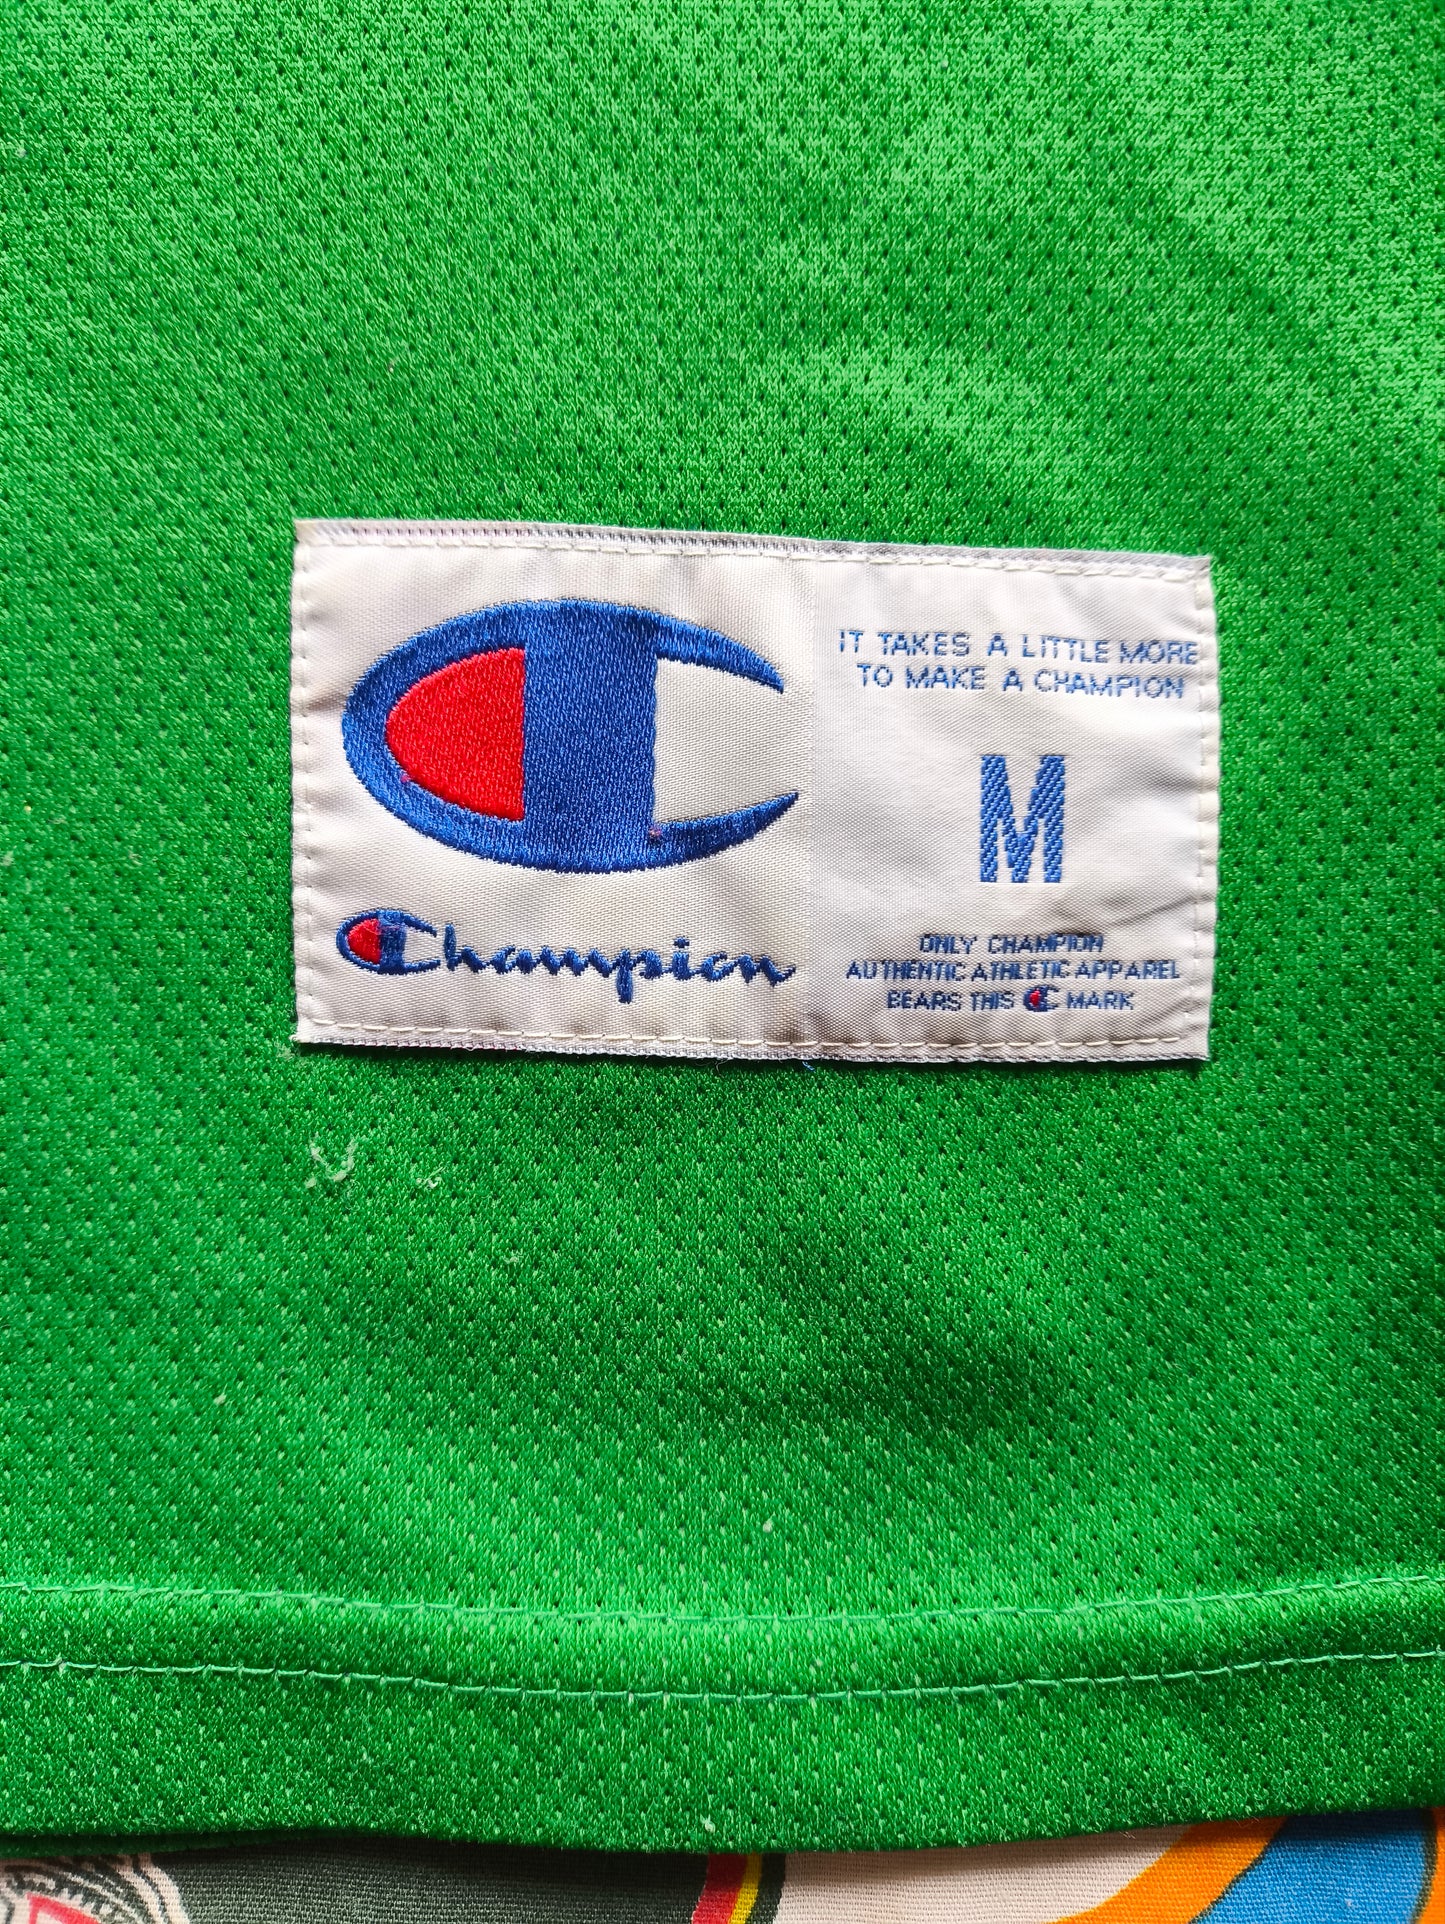 Champion
IT TAKES A LITTLE MORE
TO MAKE A CHAMPION
M
ONLY CHAMPION
AUTHENTIC ATHLETIC APPAREL
BEARS THIS C MARK